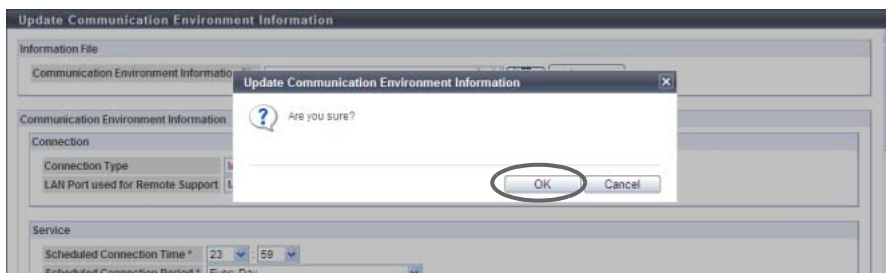 Update Communication Environment Information
Information File
Communication Environment
Update Communication Environment Information
Are you sure?
OK Cancel
Communication Environment Information
Connection
Connection Type
LAN Port used for Remote Support
Service
Scheduled Connection Time * 23 : 59
Scheduled Connection Period * Every Day